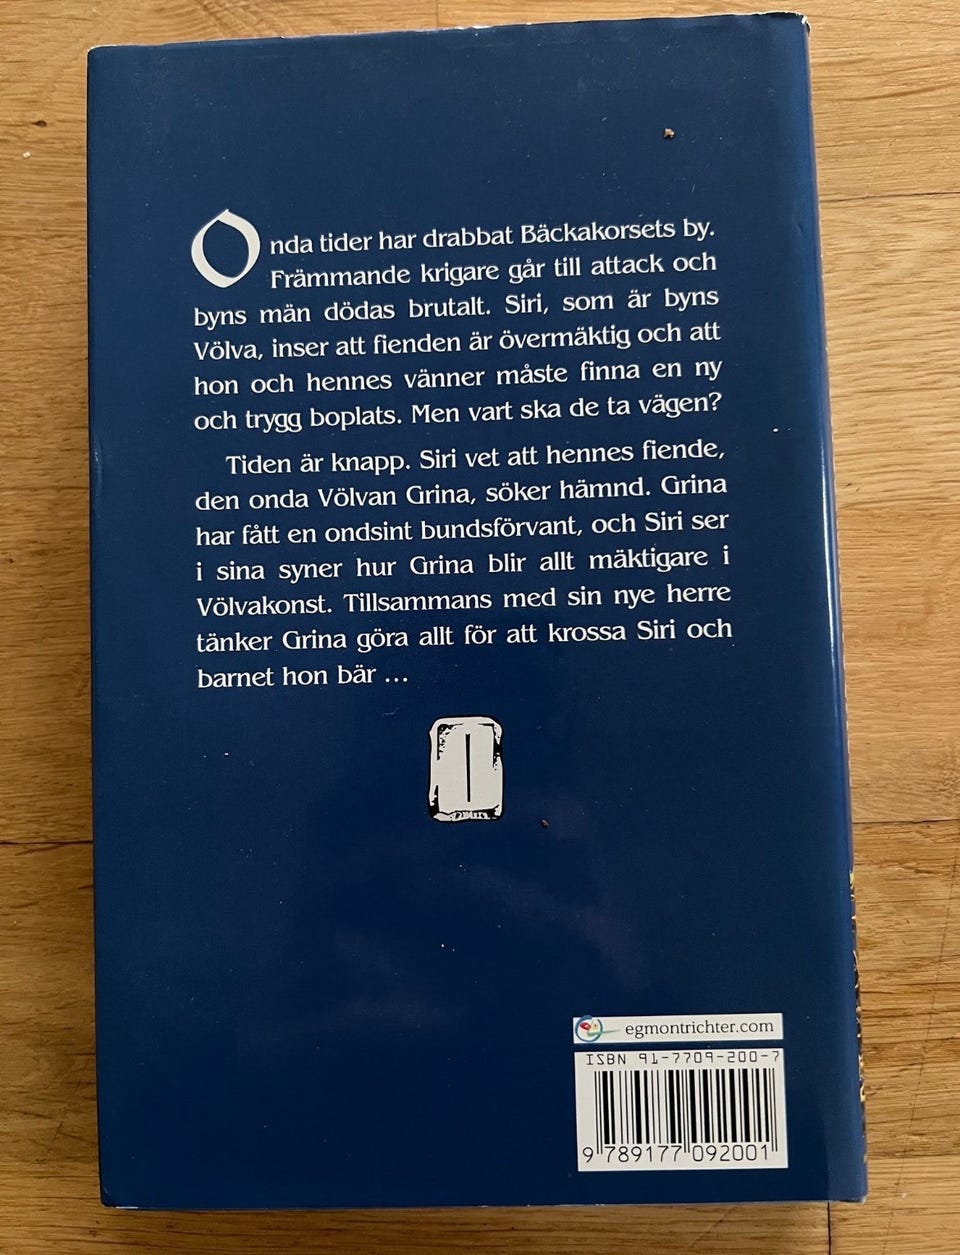 Onda tider har drabbat Bäckakorsets by.
Främmande krigare går till attack och
byns män dödas brutalt. Siri, som är byns
Völva, inser att fienden är övermäktig och att
hon och hennes vänner måste finna en ny
och trygg boplats. Men vart ska de ta vägen?
Tiden är knapp. Siri vet att hennes fiende,
den onda Völvan Grina, söker hämnd. Grina
har fått en ondsint bundsförvant, och Siri ser
i sina syner hur Grina blir allt mäktigare i
Völvakonst. Tillsammans med sin nye herre
tänker Grina göra allt för att krossa Siri och
barnet hon bär ...
egmontrichter.com
ISBN 91-7709-200-7
9 789177 092001